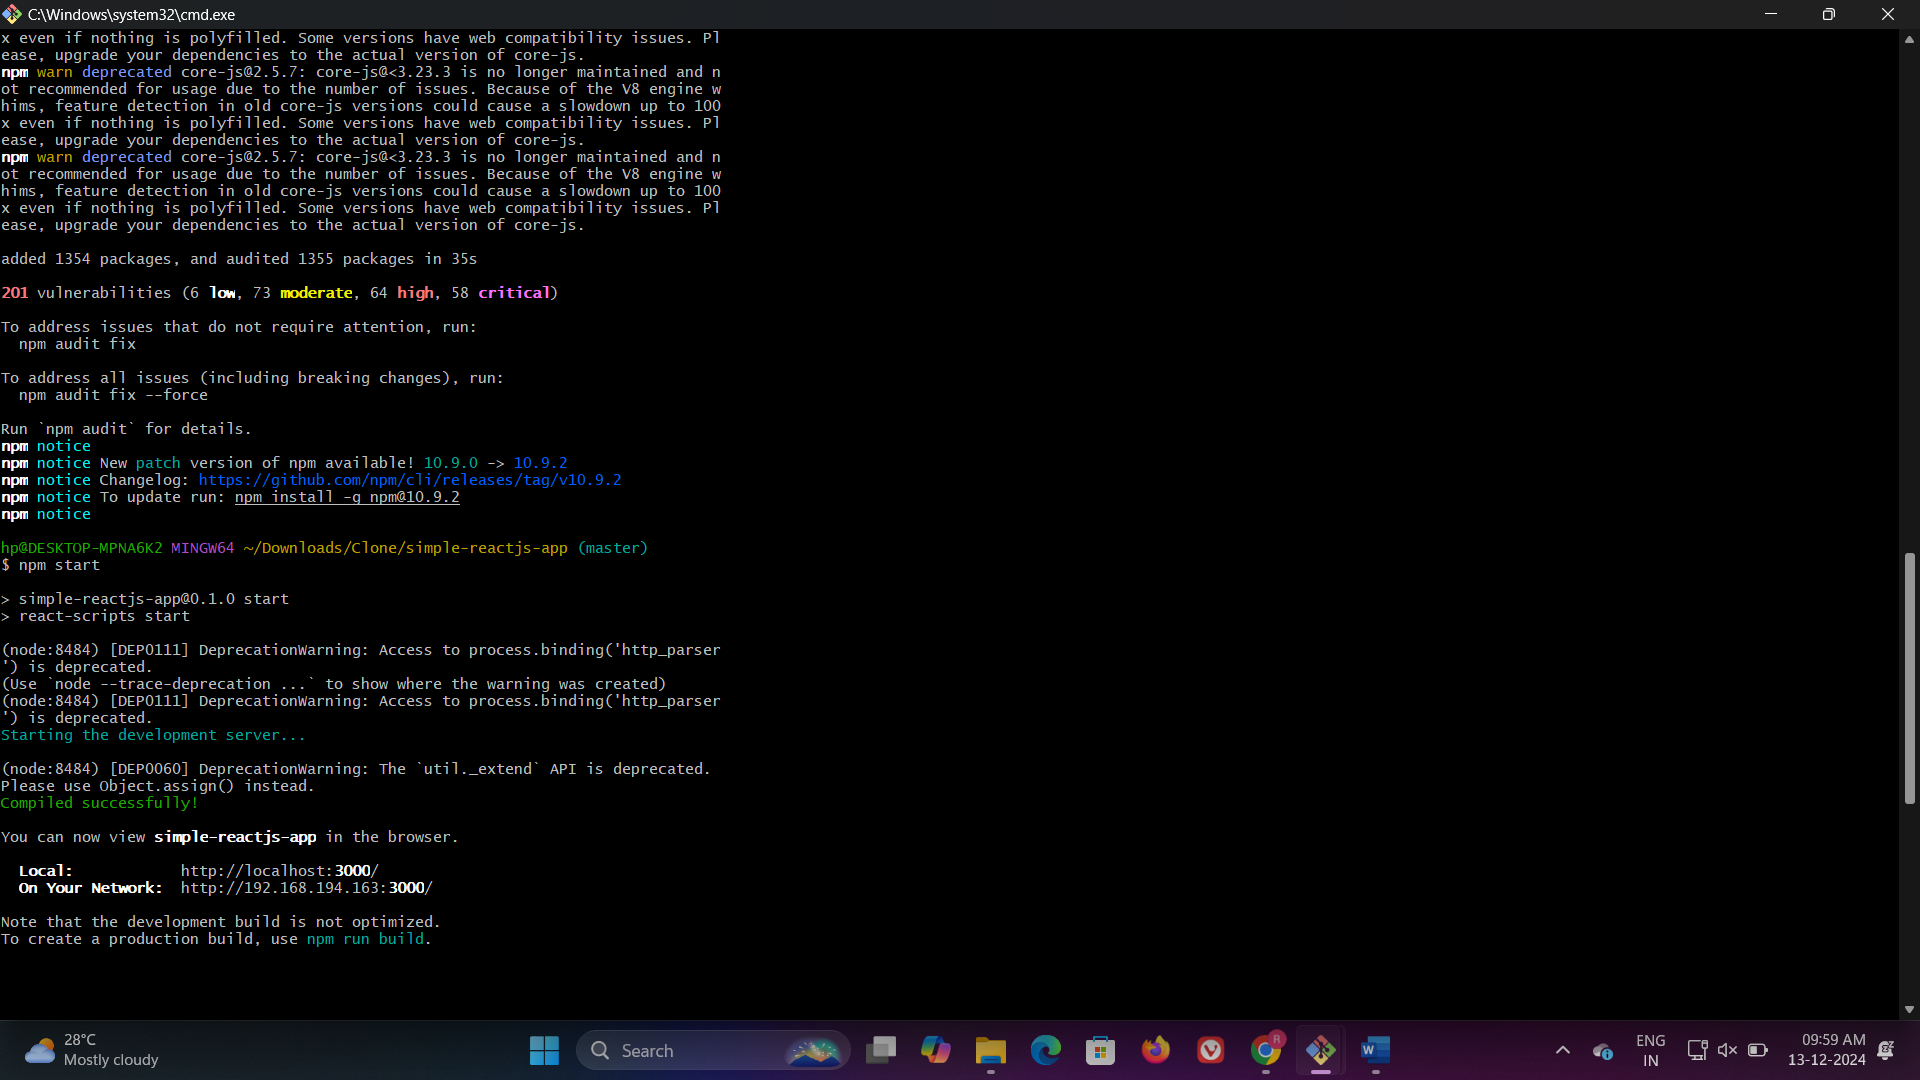 C:\Windows\system32\cmd.exe
x even if nothing is polyfilled. Some versions have web compatibility issues. Pl
ease, upgrade your dependencies to the actual version of core-js.
npm warn deprecated core-js@2.5.7: core-js@<3.23.3 is no longer maintained and n
ot recommended for usage due to the number of issues. Because of the V8 engine w
hims, feature detection in old core-js versions could cause a slowdown up to 100
x even if nothing is polyfilled. Some versions have web compatibility issues. Pl
ease, upgrade your dependencies to the actual version of core-js.
npm warn deprecated core-js@2.5.7: core-js@<3.23.3 is no longer maintained and n
ot recommended for usage due to the number of issues. Because of the V8 engine w
hims, feature detection in old core-js versions could cause a slowdown up to 100
x even if nothing is polyfilled. Some versions have web compatibility issues. Pl
ease, upgrade your dependencies to the actual version of core-js.
added 1354 packages, and audited 1355 packages in 35s
201 vulnerabilities (6 low, 73 moderate, 64 high, 58 critical)
To address issues that do not require attention, run:
npm audit fix
To address all issues (including breaking changes), run:
npm audit fix --force
Run `npm audit` for details.
npm notice
npm notice New patch version of npm available! 10.9.0 -> 10.9.2
npm notice Changelog: https://github.com/npm/cli/releases/tag/v10.9.2
npm notice To update run: npm install -g npm@10.9.2
npm notice
hp@DESKTOP-MPNA6K2 MINGW64 ~/Downloads/Clone/simple-reactjs-app (master)
$ npm start
> simple-reactjs-app@0.1.0 start
> react-scripts start
(node:8484) [DEP0111] DeprecationWarning: Access to process.binding('http_parser
') is deprecated.
(Use `node --trace-deprecation ...` to show where the warning was created)
(node:8484) [DEP0111] DeprecationWarning: Access to process.binding('http_parser
') is deprecated.
Starting the development server...
(node:8484) [DEP0060] DeprecationWarning: The `util._extend` API is deprecated.
Please use Object.assign() instead.
Compiled successfully!
You can now view simple-reactjs-app in the browser.
Local: http://localhost:3000/
On Your Network: http://192.168.194.163:3000/
Note that the development build is not optimized.
To create a production build, use npm run build.
28°C
Mostly cloudy
Search
R
W
ENG
IN
09:59 AM
13-12-2024